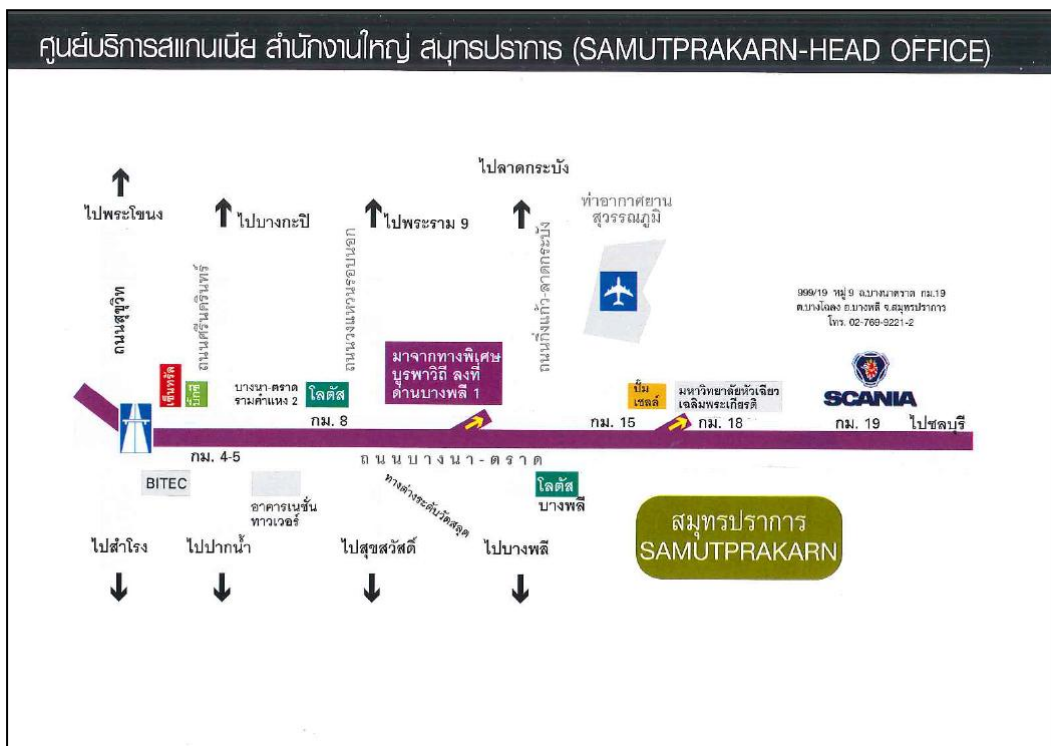 ศูนย์บริการสแกนเนีย สำนักงานใหญ่ สมุทรปราการ (SAMUTPRAKARN-HEAD OFFICE)
ไปพระโขนง
ไปบางกะปิ
ไปพระราม 9
ไปลาดกระบัง
ท่าอากาศยาน
สุวรรณภูมิ
ถนนสุขุวิท
ถนนศรีนครินทร์
ถนนวงแหวนรอบนอก
ถนนกิ่งแก้ว-ลาดกระบัง
999/19 หมู่ 9 ถ.บางนาตราด กม.19
ต.บางโฉลง อ.บางพลี จ.สมุทรปราการ
โทร. 02-769-9221-2
เซ็นทรัล
บิ๊กซี
บางนา-ตราด
รามคำแหง 2
โลตัส
มาจากทางพิเศษ
บูรพาวิถี ลงที่
ด่านบางพลี 1
ปั๊ม
เชลล์
มหาวิทยาลัยหัวเฉียว
เฉลิมพระเกียรติ
SCANIA
กม. 8
กม. 15
กม. 18
กม. 19
ไปชลบุรี
กม. 4-5
ถนนบางนา-ตราด
BITEC
อาคารเนชั่น
ทาวเวอร์
ทางต่างระดับวัดสลุด
โลตัส
บางพลี
สมุทรปราการ
SAMUTPRAKARN
ไปสำโรง
ไปปากน้ำ
ไปสุขสวัสดิ์
ไปบางพลี